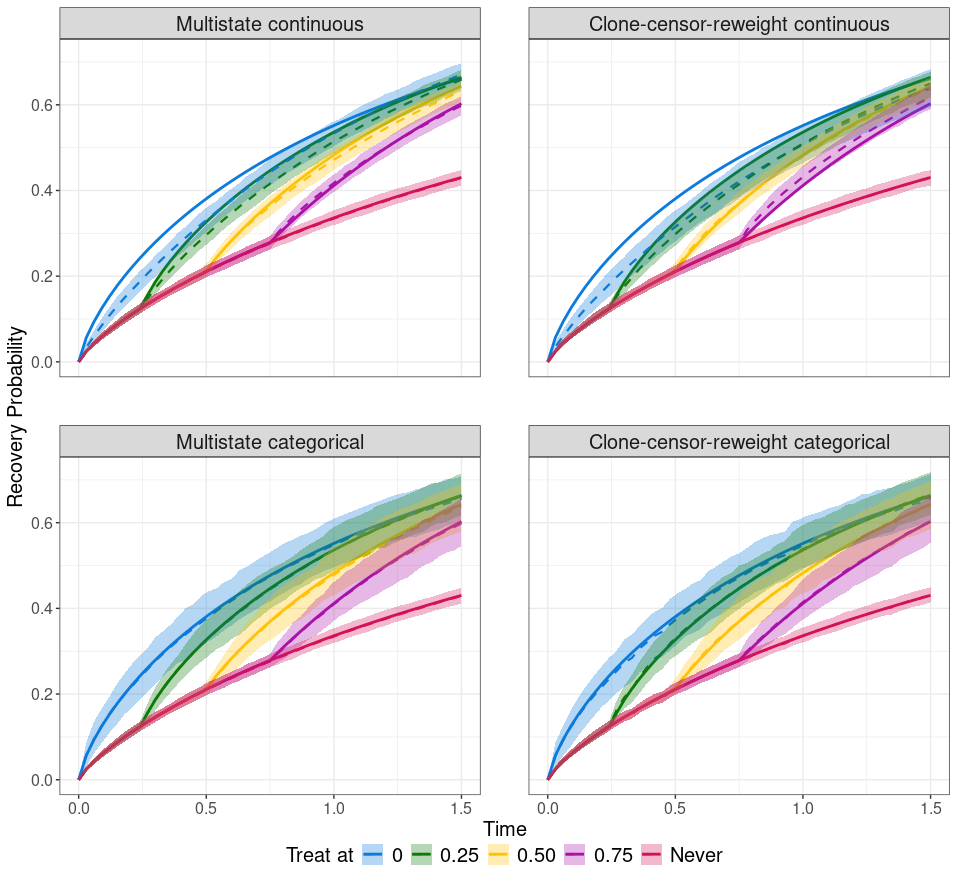 Multistate continuous
Clone-censor-reweight continuous
0.6
0.4
0.2
0.0
Recovery Probability
Multistate categorical
Clone-censor-reweight categorical
0.6
0.4
0.2
0.0
0.0 0.5 1.0 1.5
0.0 0.5 1.0 1.5
Time
Treat at 0 0.25 0.50 0.75 Never